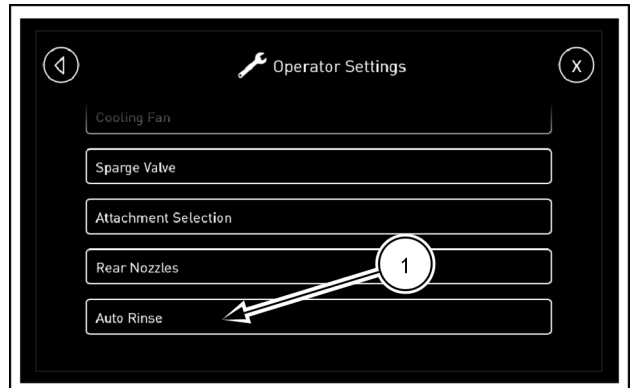 Operator Settings
X
Cooling Fan
Sparge Valve
Attachment Selection
Rear Nozzles
1
Auto Rinse